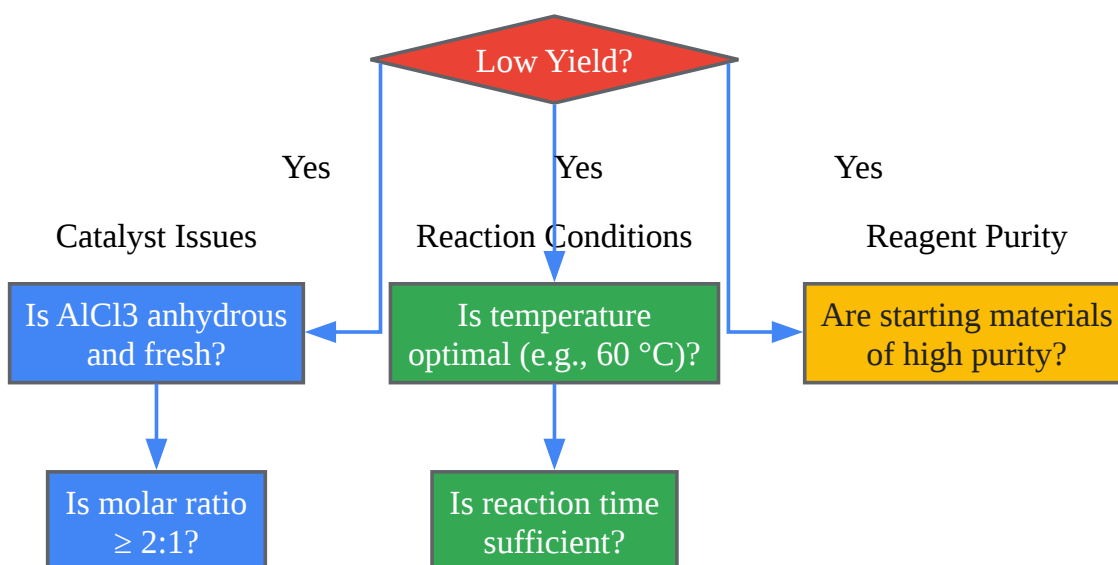 Low Yield?
Yes
Yes
Yes
Catalyst Issues
Reaction Conditions
Reagent Purity
Is AlCl3 anhydrous
and fresh?
Is temperature
optimal (e.g., 60 °C)?
Are starting materials
of high purity?
Is molar ratio
≥ 2:1?
Is reaction time
sufficient?